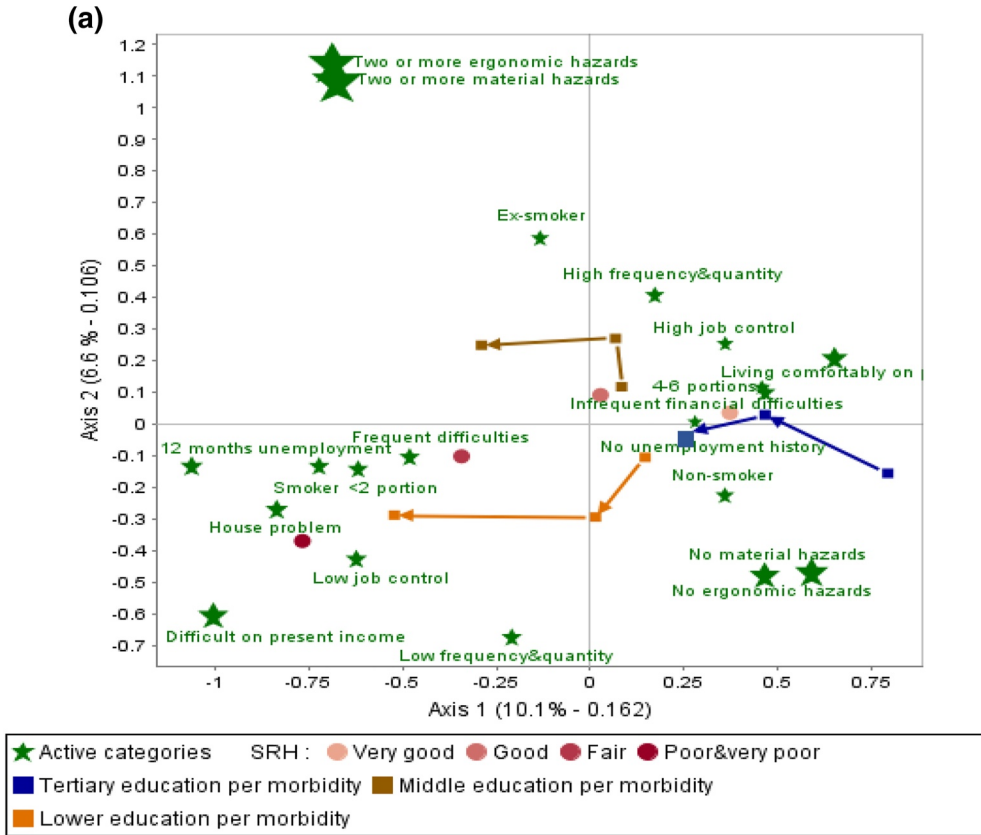 (a)
1.2
Two or more ergonomic hazards
1.1
Two or more material hazards
1
0.9
0.8
0.7
Ex-smoker
0.6
0.5
High frequency&quantity
0.4
High job control
0.3
0.2
Living comfortably on p
4-6 portions
0.1
Infrequent financial difficulties
0
12 months unemployment
Frequent difficulties
No unemployment history
-0.1
Smoker <2 portion
Non-smoker
-0.2
-0.3
House problem
-0.4
No material hazards
Low job control
-0.5
No ergonomic hazards
-0.6
Difficult on present income
-0.7
Low frequency&quantity
Axis 2 (6.6 % - 0.106)
-1 -0.75 -0.5 -0.25 0 0.25 0.5 0.75
Axis 1 (10.1% - 0.162)
Active categories SRH : Very good Good Fair Poor&very poor
Tertiary education per morbidity Middle education per morbidity
Lower education per morbidity